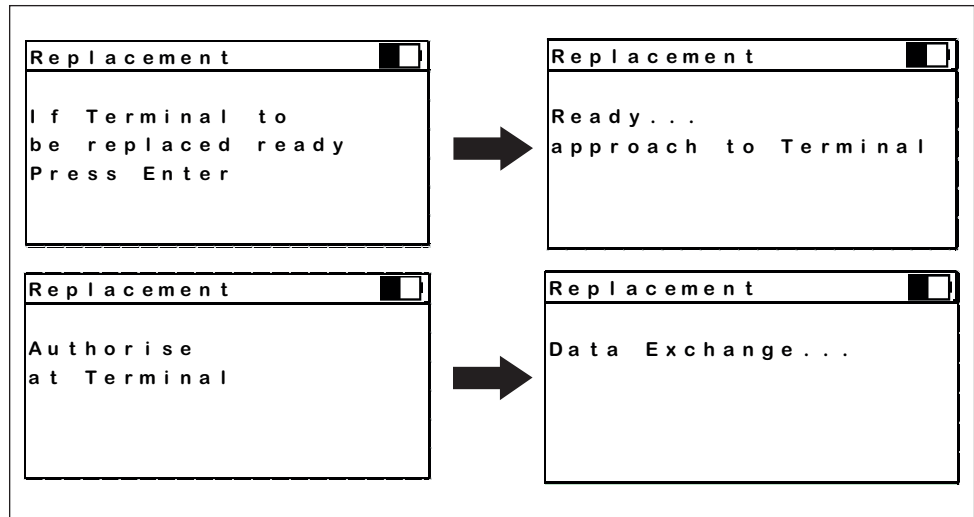 Replacement
If Terminal to
be replaced ready
Press Enter
Replacement
Ready...
approach to Terminal
Replacement
Authorise
at Terminal
Replacement
Data Exchange...